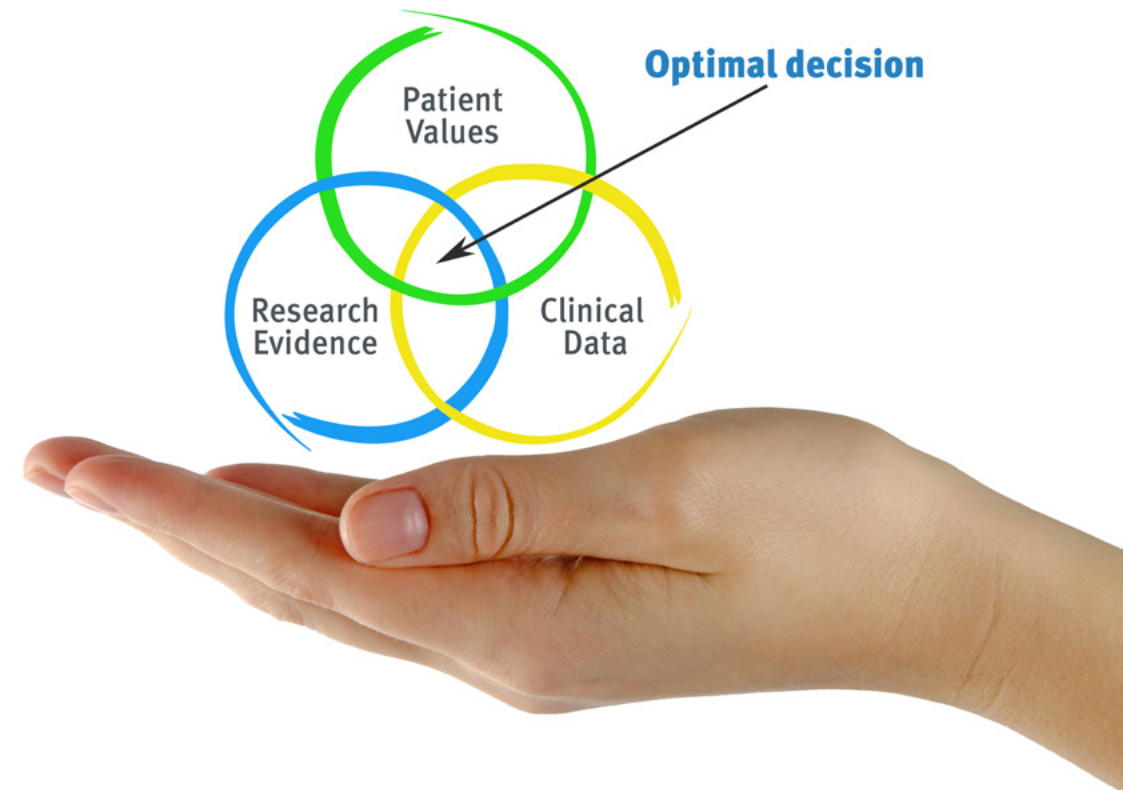 Optimal decision
Patient
Values
Research
Evidence
Clinical
Data